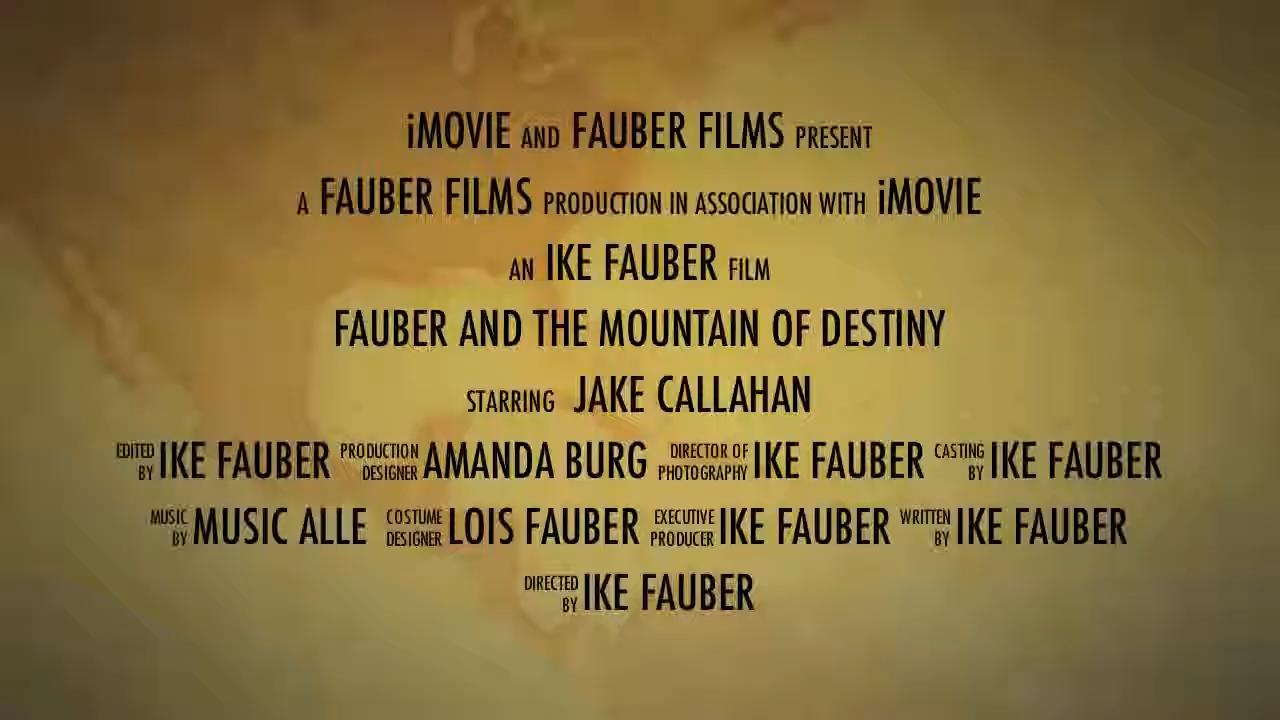 iMOVIE AND FAUBER FILMS PRESENT
A FAUBER FILMS PRODUCTION IN ASSOCIATION WITH iMOVIE
AN IKE FAUBER FILM
FAUBER AND THE MOUNTAIN OF DESTINY
STARRING JAKE CALLAHAN
EDITED BY IKE FAUBER PRODUCTION DESIGNER AMANDA BURG DIRECTOR OF PHOTOGRAPHY IKE FAUBER CASTING BY IKE FAUBER
MUSIC BY MUSIC ALLE COSTUME DESIGNER LOIS FAUBER EXECUTIVE PRODUCER IKE FAUBER WRITTEN BY IKE FAUBER
DIRECTED BY IKE FAUBER